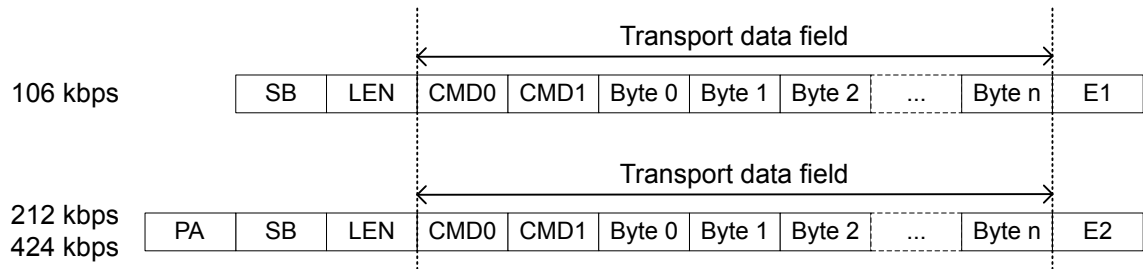 Transport data field
106 kbps SB LEN CMD0 CMD1 Byte 0 Byte 1 Byte 2 ... Byte n E1
Transport data field
212 kbps
424 kbps
PA SB LEN CMD0 CMD1 Byte 0 Byte 1 Byte 2 ... Byte n E2